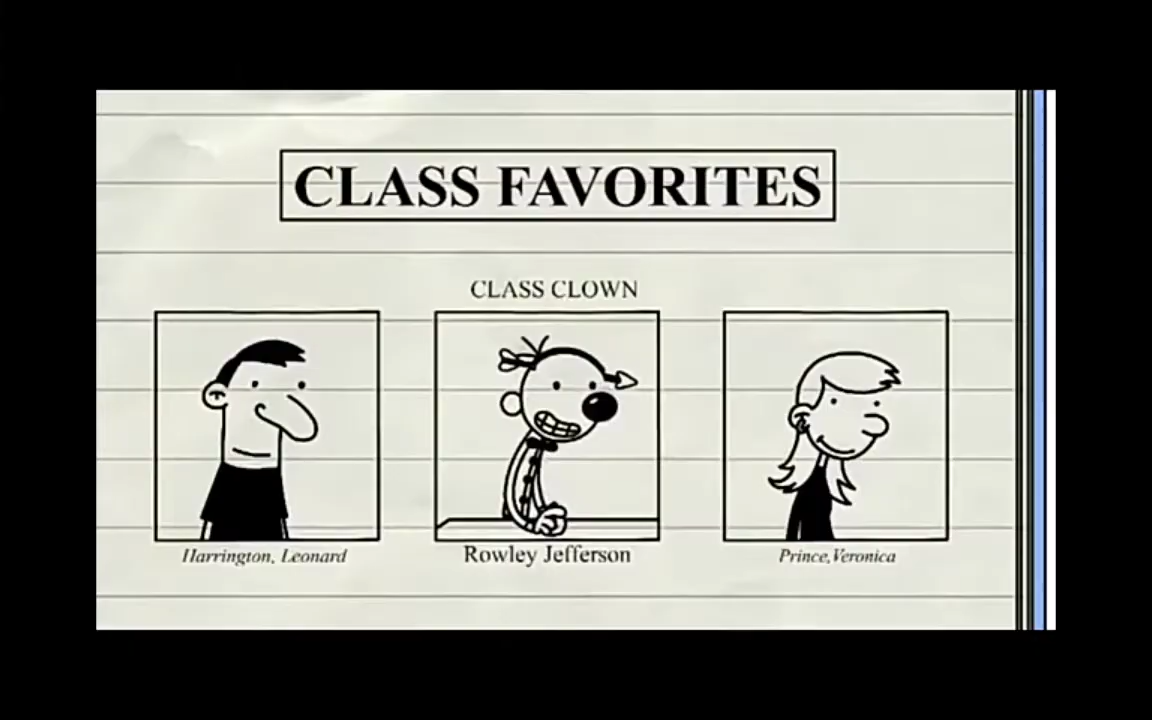 CLASS FAVORITES
CLASS CLOWN
Harrington, Leonard
Rowley Jefferson
Prince, Veronica